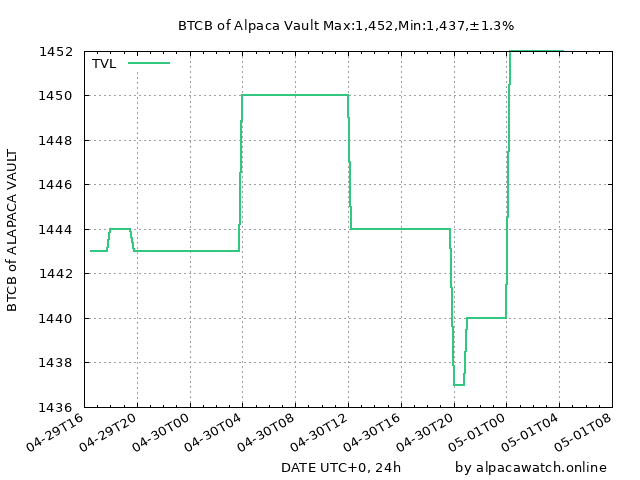 BTCB of Alpaca Vault Max:1,452,Min:1,437,±1.3%
TVL
BTCB of ALAPACA VAULT
1452
1450
1448
1446
1444
1442
1440
1438
1436
04-29T16
04-29T20
04-30T00
04-30T04
04-30T08
04-30T12
04-30T16
04-30T20
05-01T00
05-01T04
05-01T08
DATE UTC+0, 24h
by alpacawatch.online